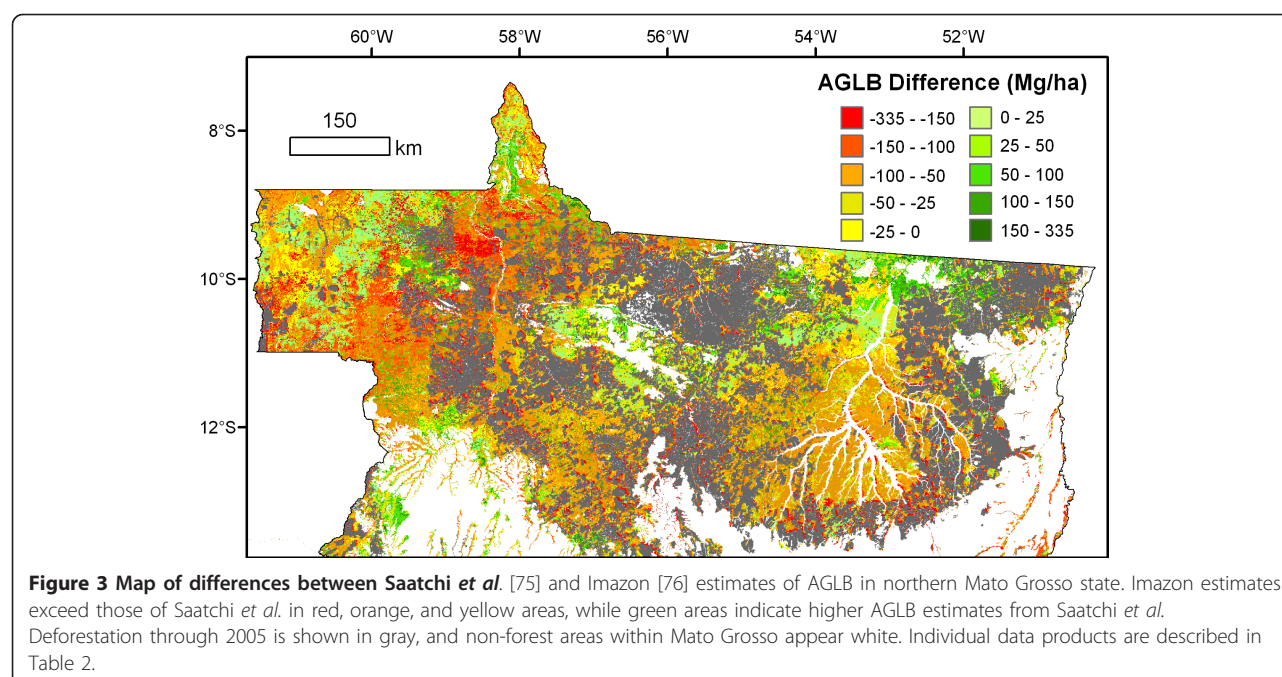 60°W 58°W 56°W 54°W 52°W
AGLB Difference (Mg/ha)
150
km
8°S
10°S
12°S
-335 - -150
-150 - -100
-100 - -50
-50 - -25
-25 - 0
0 - 25
25 - 50
50 - 100
100 - 150
150 - 335
Figure 3 Map of differences between Saatchi et al. [75] and Imazon [76] estimates of AGLB in northern Mato Grosso state. Imazon estimates
exceed those of Saatchi et al. in red, orange, and yellow areas, while green areas indicate higher AGLB estimates from Saatchi et al.
Deforestation through 2005 is shown in gray, and non-forest areas within Mato Grosso appear white. Individual data products are described in
Table 2.